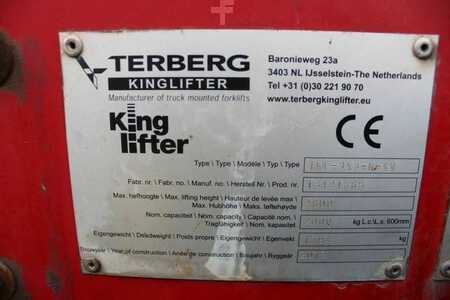 TERBERG
KINGLIFTER
Manufacturer of truck mounted forklifts
Baronieweg 23a
3403 NL IJsselstein-The Netherlands
Tel +31 (0)30 221 90 70
www.terbergkinglifter.eu
King
lifter®
CE
Type \ Type \ Modèle \ Typ \ Type
Fabr. nr. \ Fabr. no. \ Manuf. no. \ Herstell Nr. \ Prod. nr.
Max. hefhoogte \ Max. lifting height \ Hauteur de levée max \
Max. Hubhöhe \ Maks. løftehøyde
Nom. capaciteit \ Nom. capacity \ Capacité nom. \
Tragfähigkeit \ Nom. kapasitet
kg L.c\L.s. 600mm
Eigengewicht \ Deadweight \ Poids propre \ Eigengewicht \ Egenvekt
kg
Bouwjaar \ Year of construction \ Année de construction \ Baujahr \ Byggeår